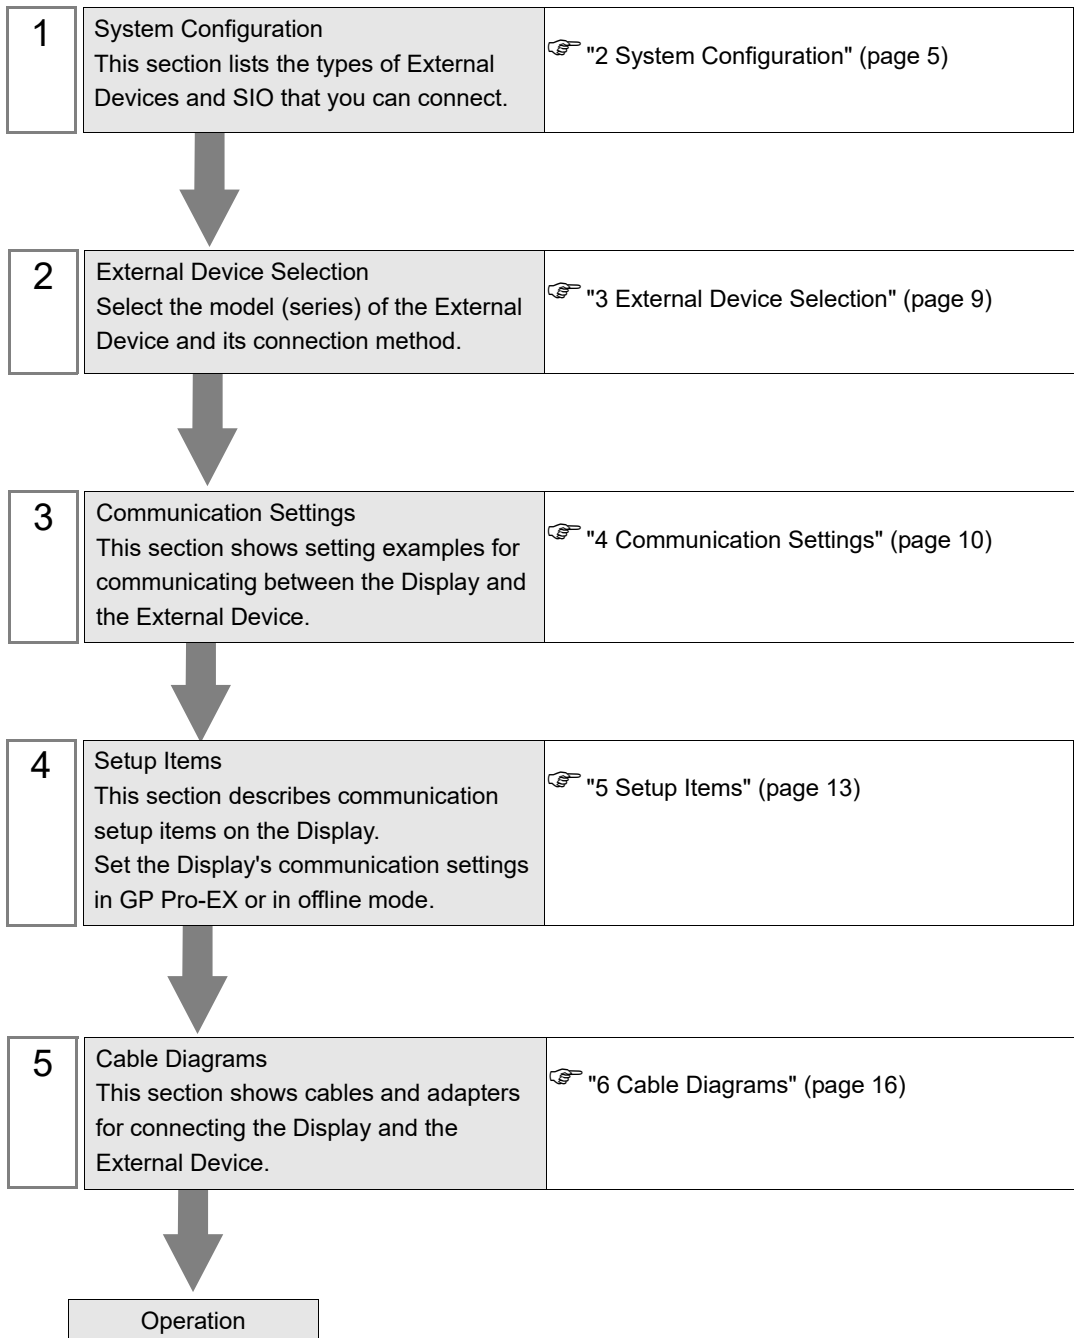 1
System Configuration
This section lists the types of External
Devices and SIO that you can connect.
"2 System Configuration" (page 5)
2
External Device Selection
Select the model (series) of the External
Device and its connection method.
"3 External Device Selection" (page 9)
3
Communication Settings
This section shows setting examples for
communicating between the Display and
the External Device.
"4 Communication Settings" (page 10)
4
Setup Items
This section describes communication
setup items on the Display.
Set the Display's communication settings
in GP Pro-EX or in offline mode.
"5 Setup Items" (page 13)
5
Cable Diagrams
This section shows cables and adapters
for connecting the Display and the
External Device.
"6 Cable Diagrams" (page 16)
Operation